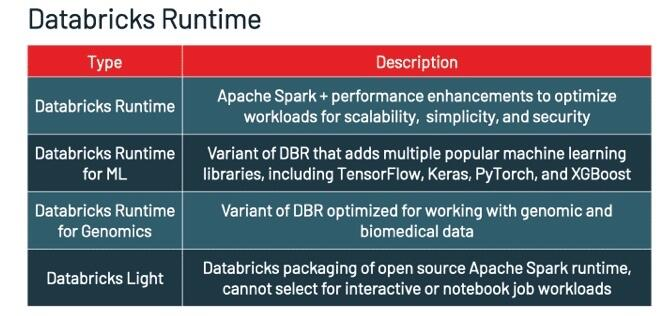 Databricks Runtime
Type
Description
Databricks Runtime
Apache Spark + performance enhancements to optimize
workloads for scalability, simplicity, and security
Databricks Runtime
for ML
Variant of DBR that adds multiple popular machine learning
libraries, including TensorFlow, Keras, PyTorch, and XGBoost
Databricks Runtime
for Genomics
Variant of DBR optimized for working with genomic and
biomedical data
Databricks Light
Databricks packaging of open source Apache Spark runtime,
cannot select for interactive or notebook job workloads